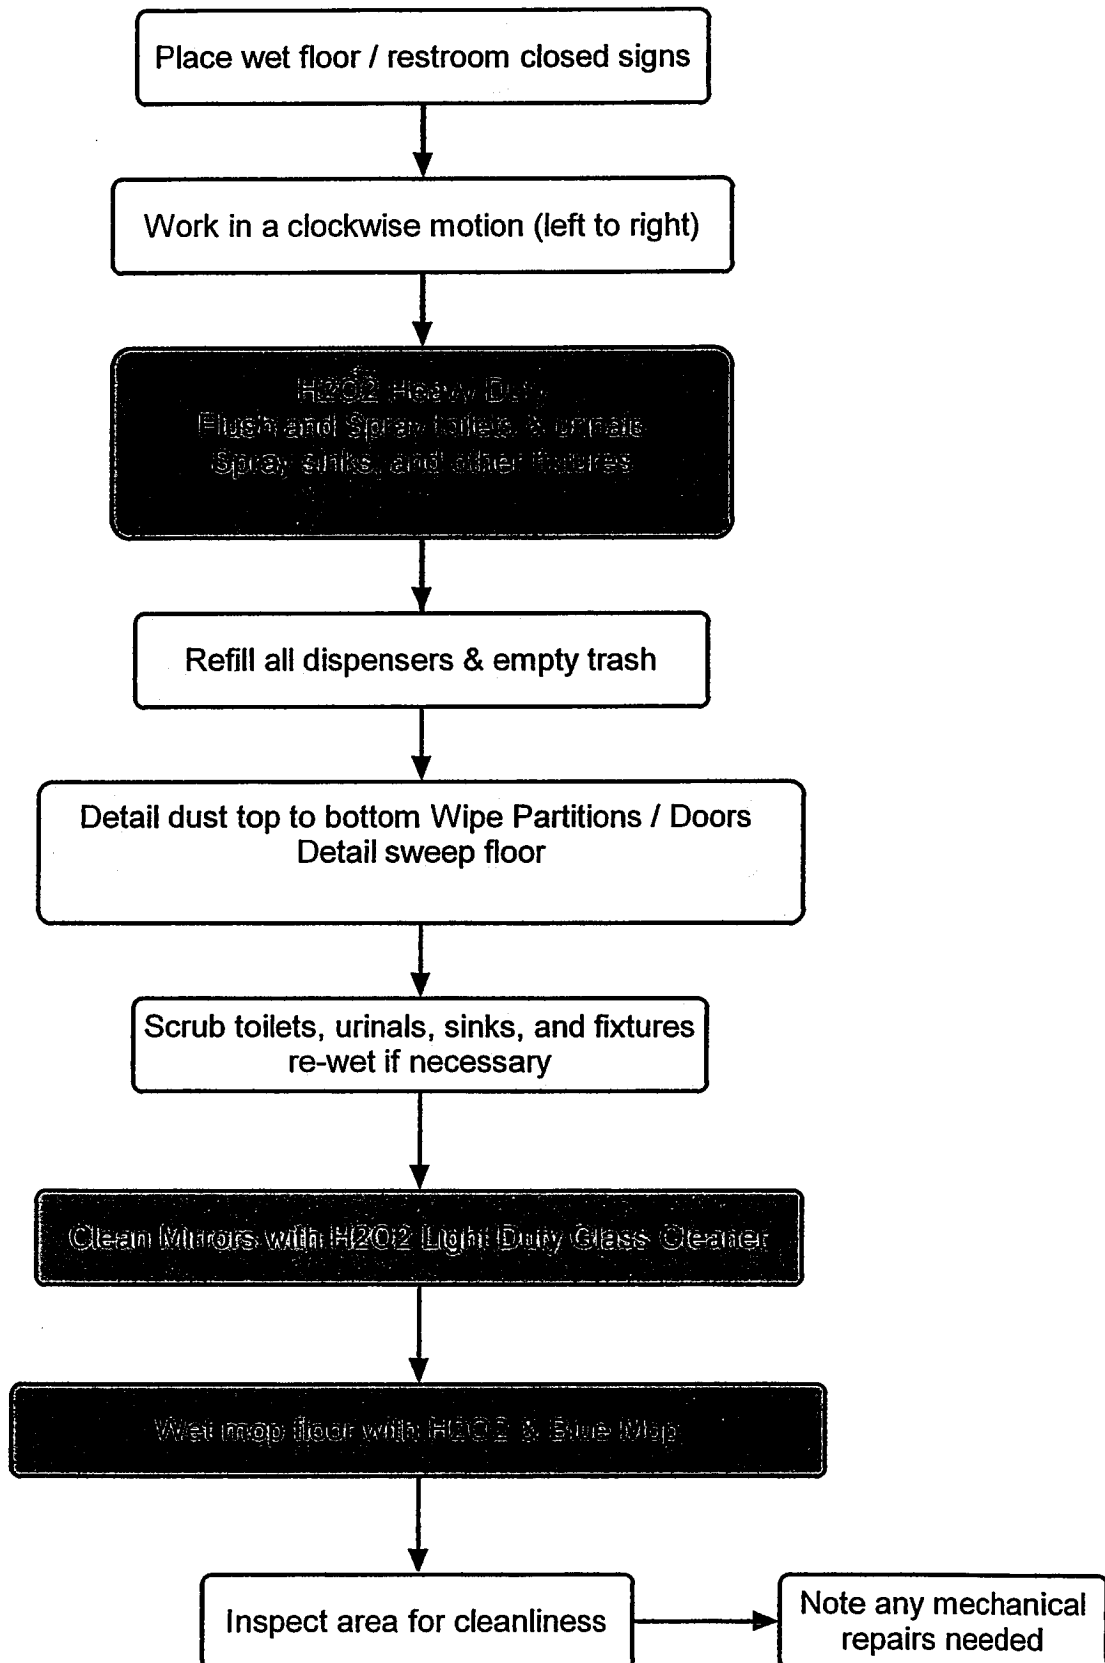 Place wet floor / restroom closed signs
Work in a clockwise motion (left to right)
H2O2 Heavy Duty
Flush and Spray toilets & urinals
Spray sinks, and other fixtures
Refill all dispensers & empty trash
Detail dust top to bottom Wipe Partitions / Doors
Detail sweep floor
Scrub toilets, urinals, sinks, and fixtures
re-wet if necessary
Clean Mirrors with H2O2 Light Duty Glass Cleaner
Wet mop floor with H2O2 & Blue Mop
Inspect area for cleanliness
Note any mechanical
repairs needed